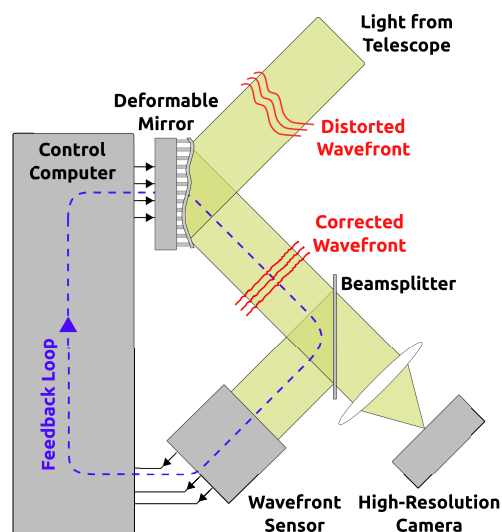 Light from
Telescope
Deformable
Mirror
Distorted
Wavefront
Control
Computer
Corrected
Wavefront
Beamsplitter
Feedback Loop
Wavefront
Sensor
High-Resolution
Camera